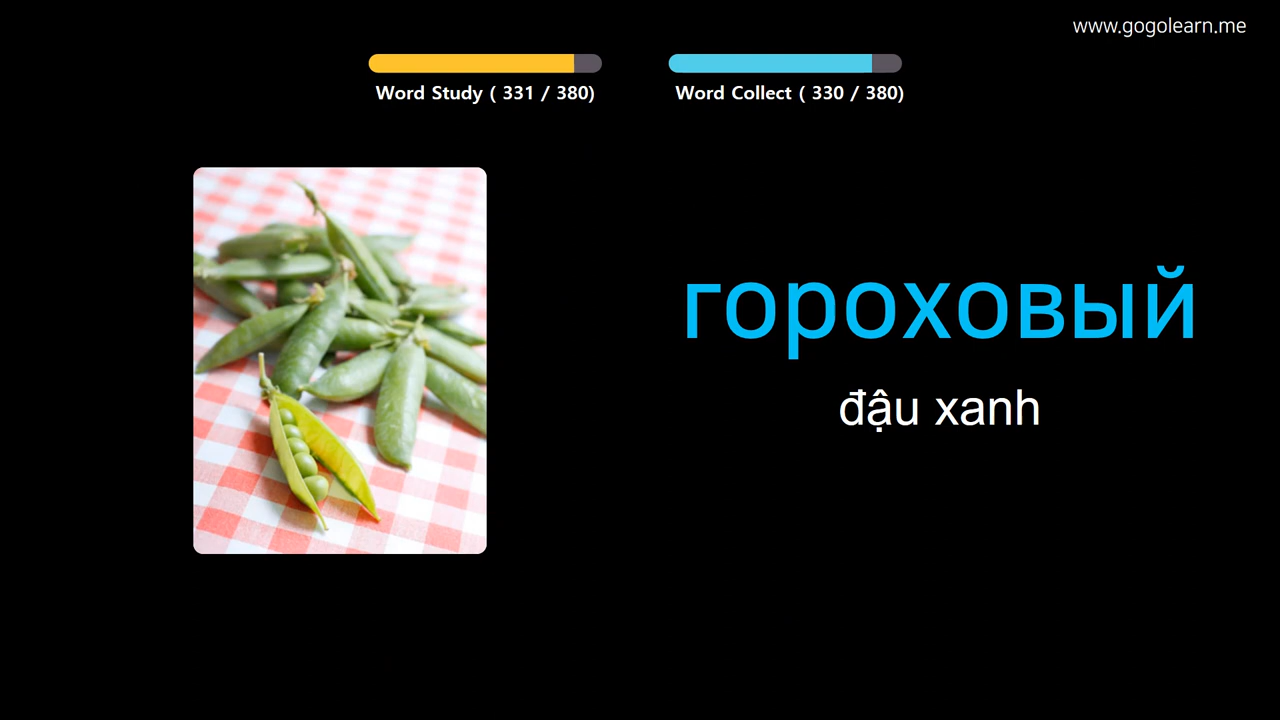 www.gogolearn.me
Word Study ( 331 / 380)
Word Collect ( 330 / 380)
гороховый
đậu xanh